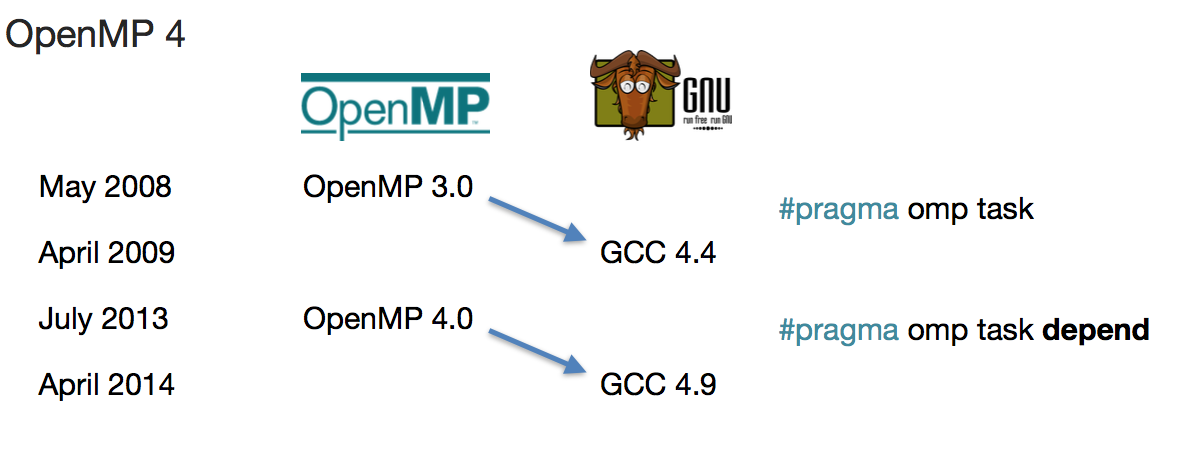 OpenMP 4
OpenMP™
GNU
run free run GNU
May 2008 OpenMP 3.0
#pragma omp task
April 2009 GCC 4.4
July 2013 OpenMP 4.0
#pragma omp task depend
April 2014 GCC 4.9